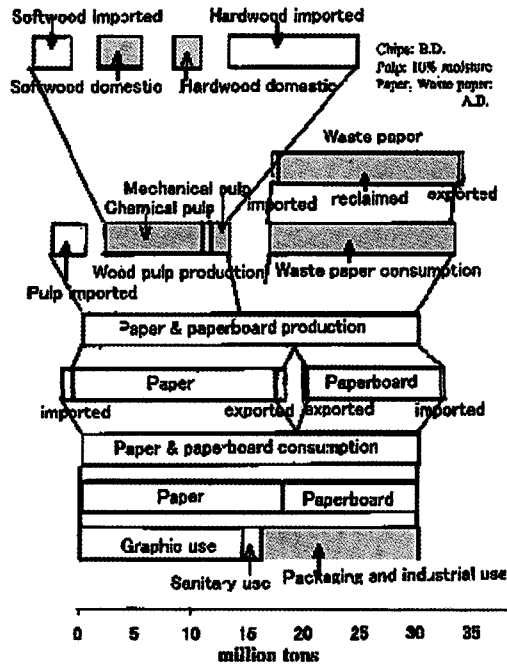 Softwood imported
Hardwood imported
Chips: B.D.
Pulp: 10% moisture
Paper, Waste paper:
A.D.
Softwood domestic
Hardwood domestic
Waste paper
Mechanical pulp
Chemical pulp
imported
reclaimed
exported
Wood pulp production
Waste paper consumption
Pulp imported
Paper & paperboard production
Paper
Paperboard
imported
exported
exported
imported
Paper & paperboard consumption
Paper
Paperboard
Graphic use
Sanitary use
Packaging and industrial use
0 5 10 15 20 25 30 35
million tons